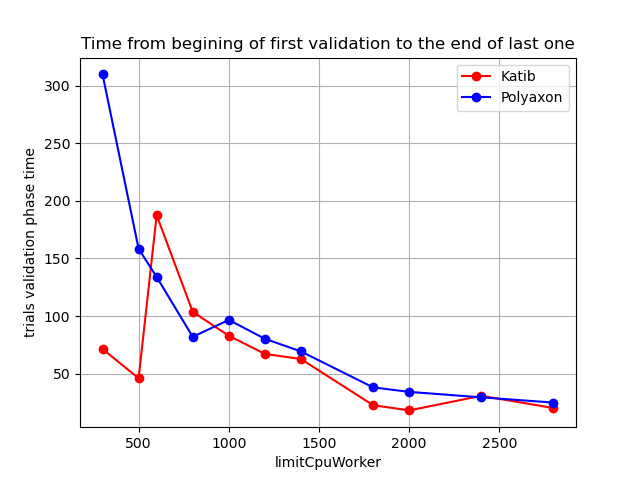 Time from begining of first validation to the end of last one
Katib
Polyaxon
trials validation phase time
300
250
200
150
100
50
500
1000
1500
2000
2500
limitCpuWorker